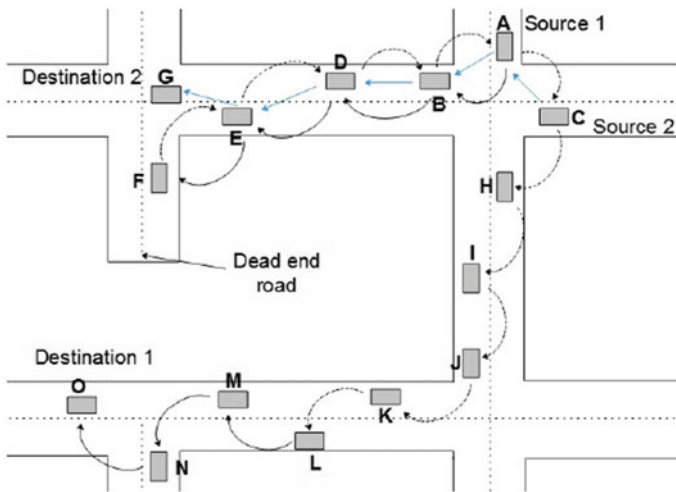 A
Source 1
D
Destination 2
G
B
E
C
Source 2
F
H
Dead end
road
I
Destination 1
J
O
M
K
L
N